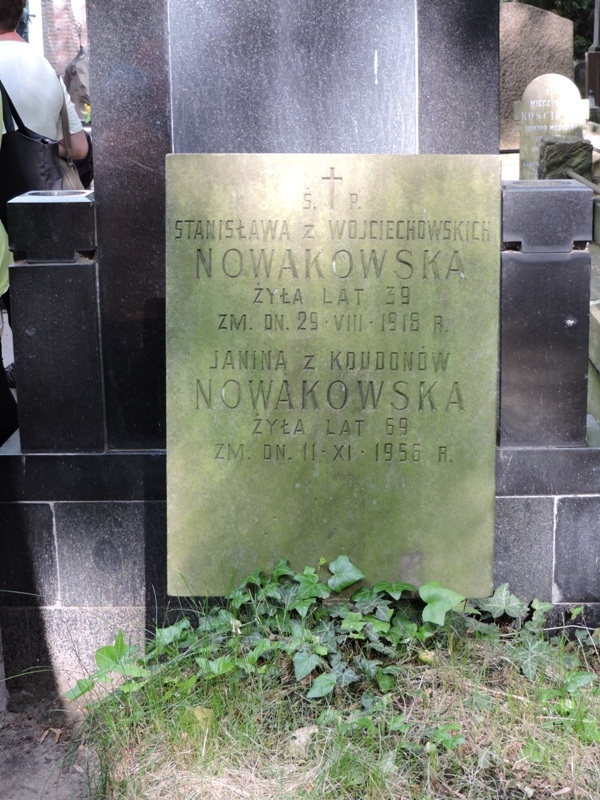 Ś. P.
STANISŁAWA z WOJCIECHOWSKICH
NOWAKOWSKA
ŻYŁA LAT 39
ZM. DN. 29·VIII·1918 R.
JANINA z KOUDONÓW
NOWAKOWSKA
ŻYŁA LAT 69
ZM. DN. 11·XI·1956 R.